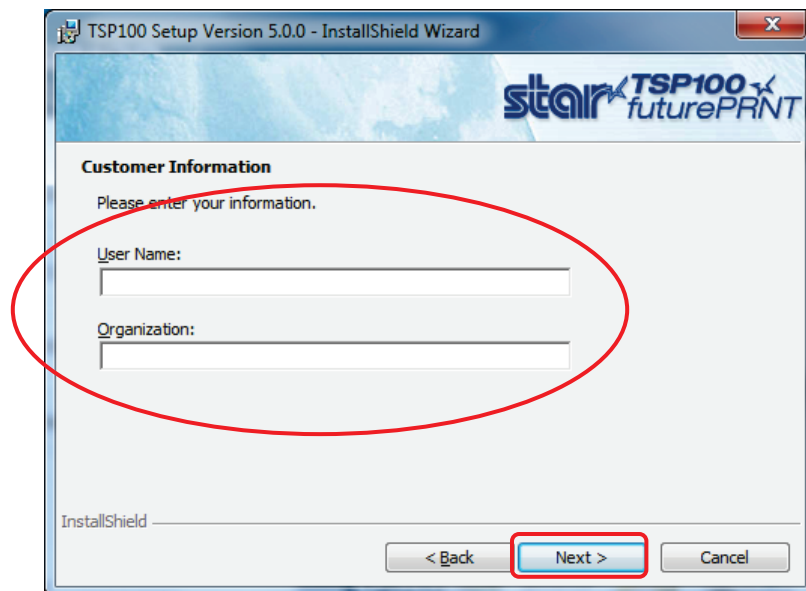 TSP100 Setup Version 5.0.0 - InstallShield Wizard
star TSP100
futurePRNT
Customer Information
Please enter your information.
User Name:
Organization:
InstallShield
< Back Next > Cancel